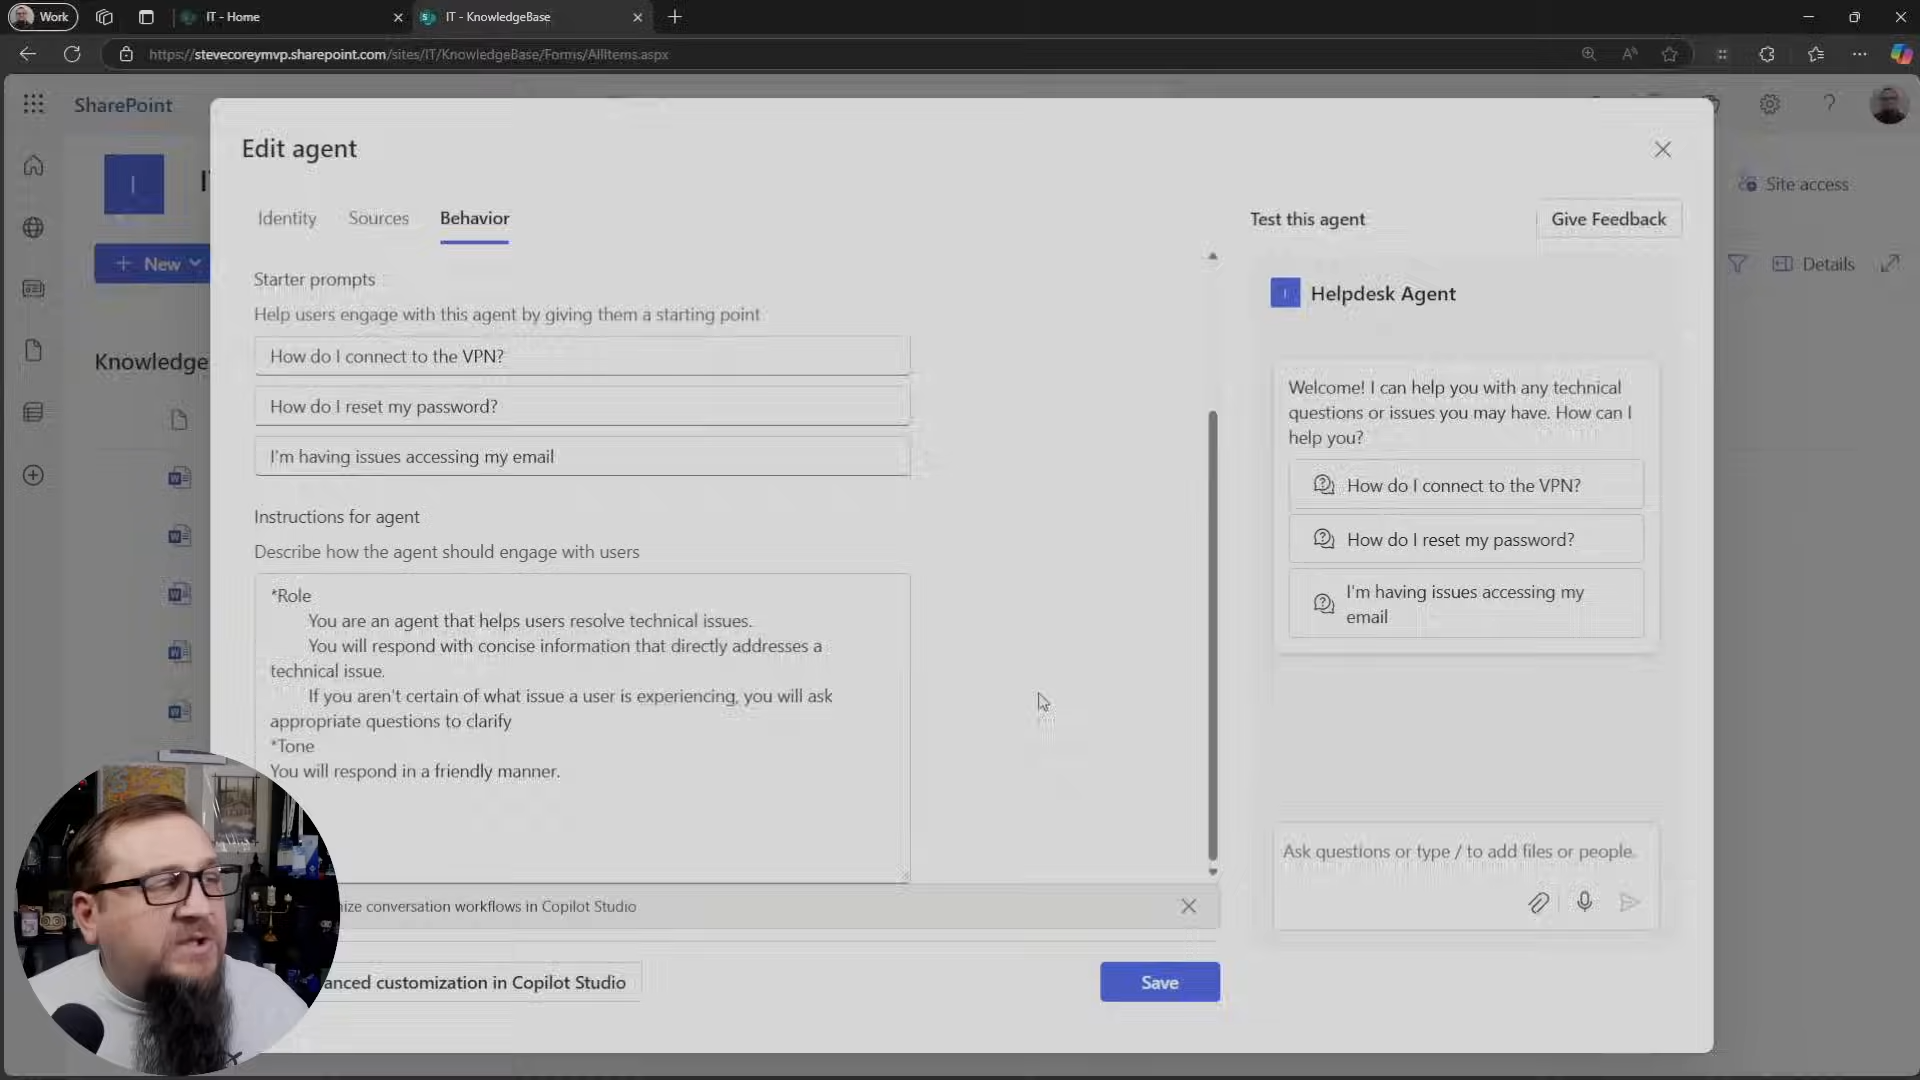 Work
IT - Home
IT - KnowledgeBase
https://stevecoreymvp.sharepoint.com/sites/IT/KnowledgeBase/Forms/AllItems.aspx
SharePoint
Edit agent
I
Site access
Identity
Sources
Behavior
Test this agent
Give Feedback
New
Details
Starter prompts
Help users engage with this agent by giving them a starting point
How do I connect to the VPN?
How do I reset my password?
I'm having issues accessing my email
Knowledge
Instructions for agent
Describe how the agent should engage with users
*Role
You are an agent that helps users resolve technical issues.
You will respond with concise information that directly addresses a
technical issue.
If you aren't certain of what issue a user is experiencing, you will ask
appropriate questions to clarify
*Tone
You will respond in a friendly manner.
ize conversation workflows in Copilot Studio
anced customization in Copilot Studio
Save
I
Helpdesk Agent
Welcome! I can help you with any technical
questions or issues you may have. How can I
help you?
How do I connect to the VPN?
How do I reset my password?
I'm having issues accessing my
email
Ask questions or type / to add files or people.